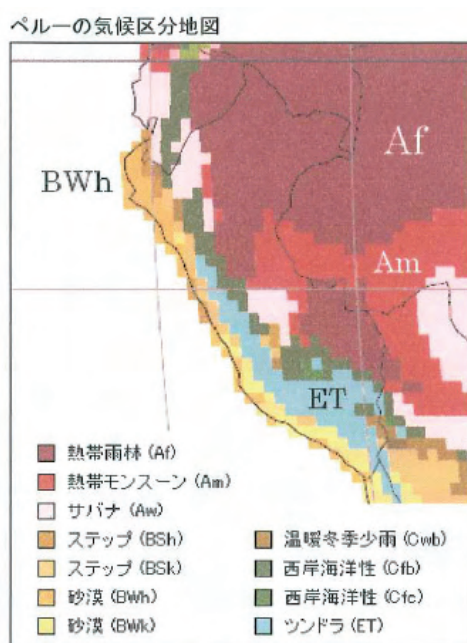 ペルーの気候区分地図
Af
BWh
Am
ET
熱帯雨林 (Af)
熱帯モンスーン (Am)
サバナ (Aw)
ステップ (BSh)
ステップ (BSk)
砂漠 (BWh)
砂漠 (BWk)
温暖冬季少雨 (Cwb)
西岸海洋性 (Cfb)
西岸海洋性 (Cfc)
ツンドラ (ET)